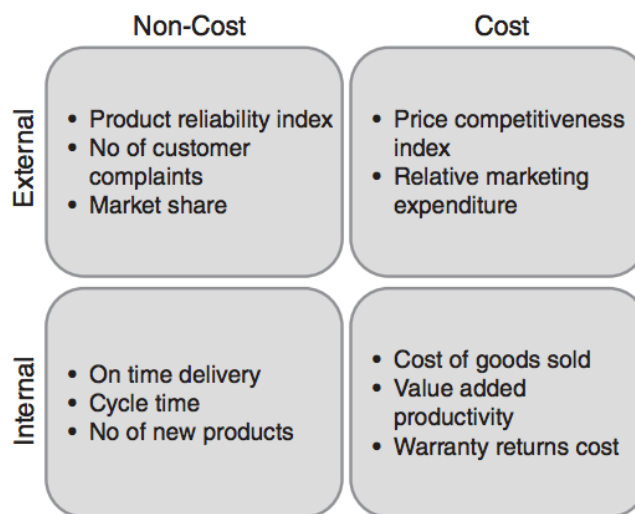 Non-Cost
Cost
External
• Product reliability index
• No of customer
complaints
• Market share
• Price competitiveness
index
• Relative marketing
expenditure
Internal
• On time delivery
• Cycle time
• No of new products
• Cost of goods sold
• Value added
productivity
• Warranty returns cost